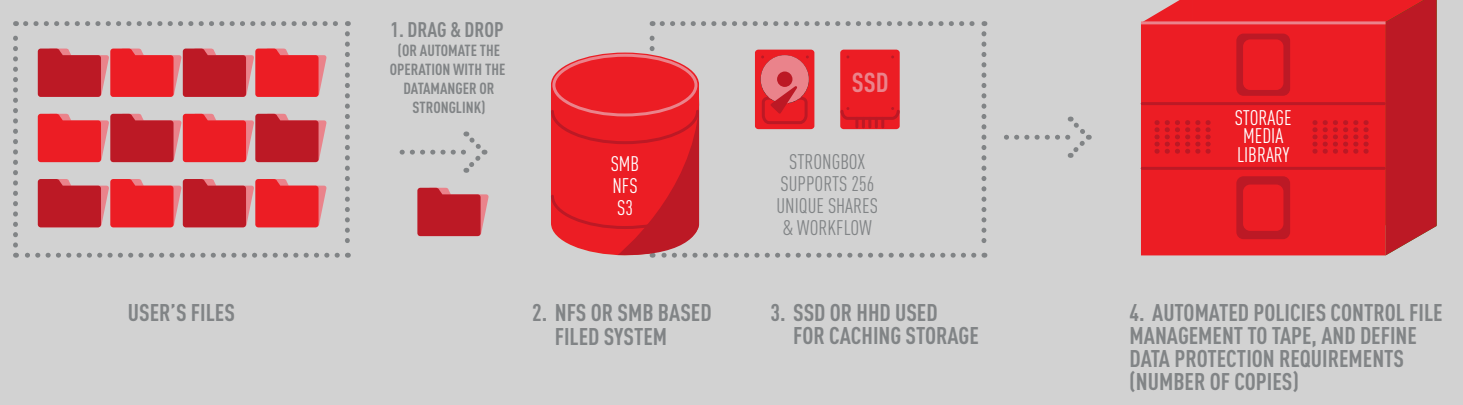 USER'S FILES
1. DRAG & DROP
(OR AUTOMATE THE
OPERATION WITH THE
DATAMANGER OR
STRONGLINK)
SMB
NFS
S3
2. NFS OR SMB BASED
FILED SYSTEM
SSD
STRONGBOX
SUPPORTS 256
UNIQUE SHARES
& WORKFLOW
3. SSD OR HHD USED
FOR CACHING STORAGE
STORAGE
MEDIA
LIBRARY
4. AUTOMATED POLICIES CONTROL FILE
MANAGEMENT TO TAPE, AND DEFINE
DATA PROTECTION REQUIREMENTS
(NUMBER OF COPIES)